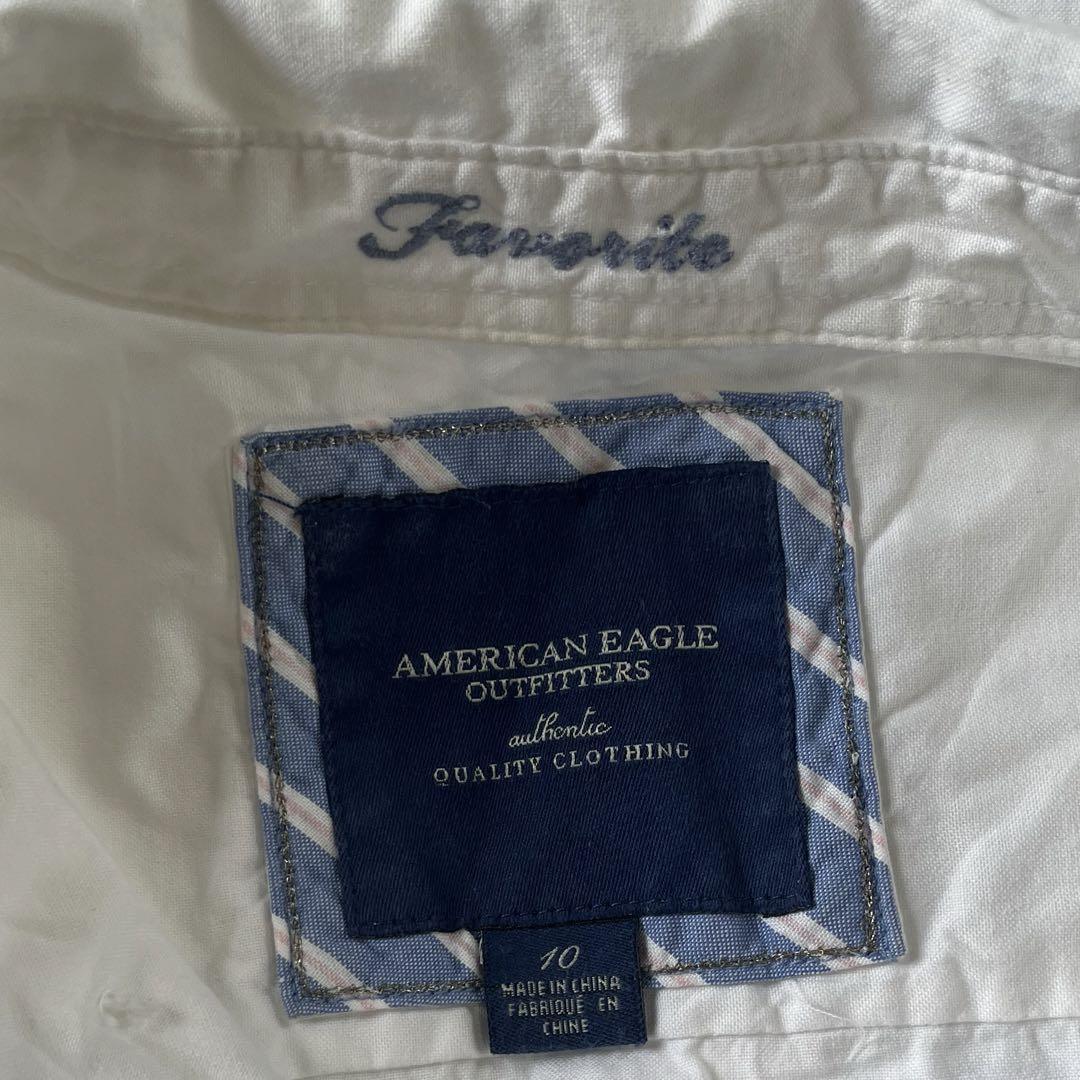 Favorite
AMERICAN EAGLE
OUTFITTERS
authentic
QUALITY CLOTHING
10
MADE IN CHINA
FABRIQUÉ EN
CHINE